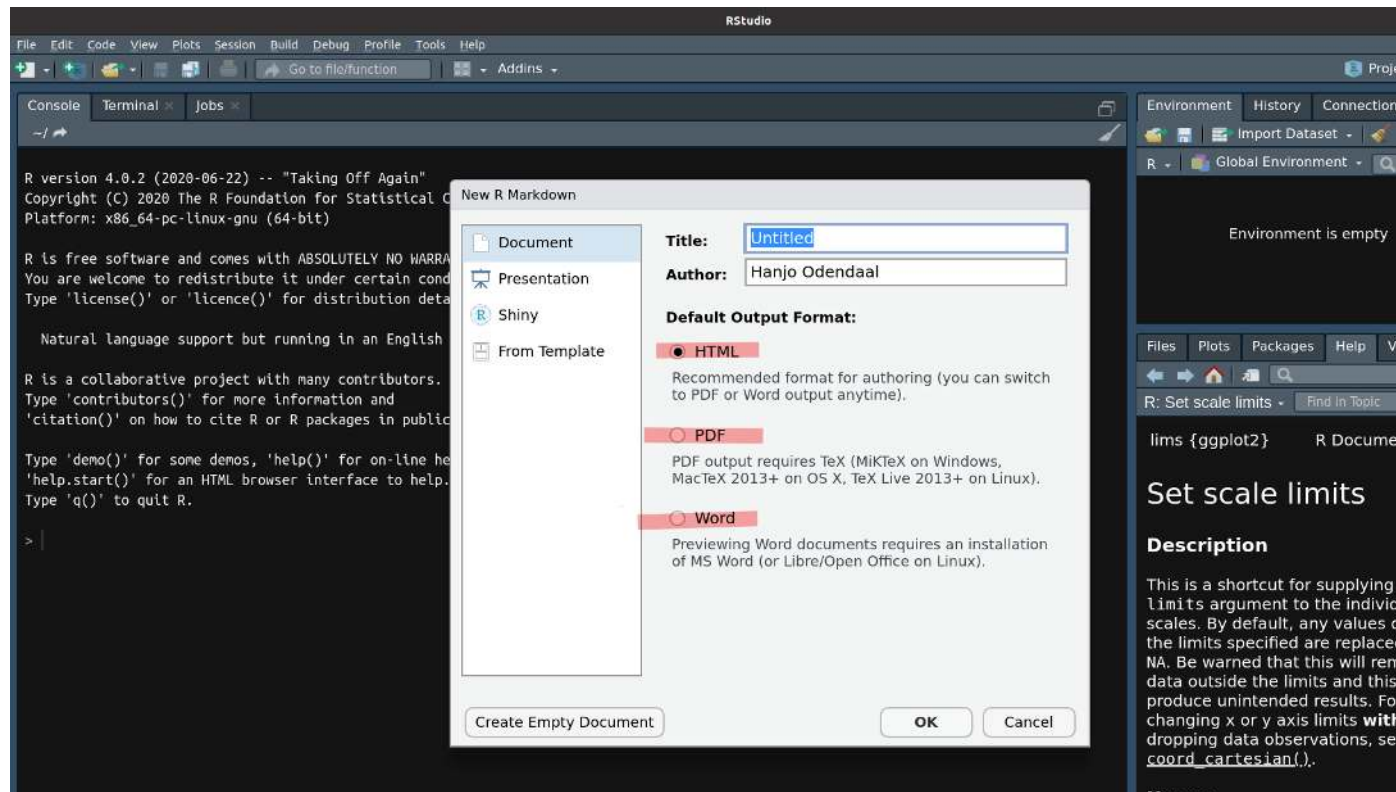 RStudio
File Edit Code View Plots Session Build Debug Profile Tools Help
Go to file/function Addins
Console Terminal Jobs
~/
R version 4.0.2 (2020-06-22) -- "Taking Off Again"
Copyright (C) 2020 The R Foundation for Statistical
Platform: x86_64-pc-linux-gnu (64-bit)
R is free software and comes with ABSOLUTELY NO
You are welcome to redistribute it under certain
Type 'license()' or 'licence()' for distribution
Natural language support but running in an English
R is a collaborative project with many contributors.
Type 'contributors()' for more information and
'citation()' on how to cite R or R packages in
Type 'demo()' for some demos, 'help()' for on-line
'help.start()' for an HTML browser interface to help.
Type 'q()' to quit R.
>
New R Markdown
Document
Presentation
Shiny
From Template
Title: Untitled
Author: Hanjo Odendaal
Default Output Format:
HTML
Recommended format for authoring (you can switch
to PDF or Word output anytime).
PDF
PDF output requires TeX (MiKTeX on Windows,
MacTeX 2013+ on OS X, TeX Live 2013+ on Linux).
Word
Previewing Word documents requires an installation
of MS Word (or Libre/Open Office on Linux).
Create Empty Document OK Cancel
Environment History
Import Dataset
R Global Environment
Environment is empty
Files Plots Packages Help
R: Set scale limits Find in Topic
lims {ggplot2} R
Set scale limits
Description
This is a shortcut for supplying
limits argument to the
scales. By default, any values
the limits specified are
NA. Be warned that this will
data outside the limits and this
produce unintended results.
changing x or y axis limits
dropping data observations,
coord_cartesian().